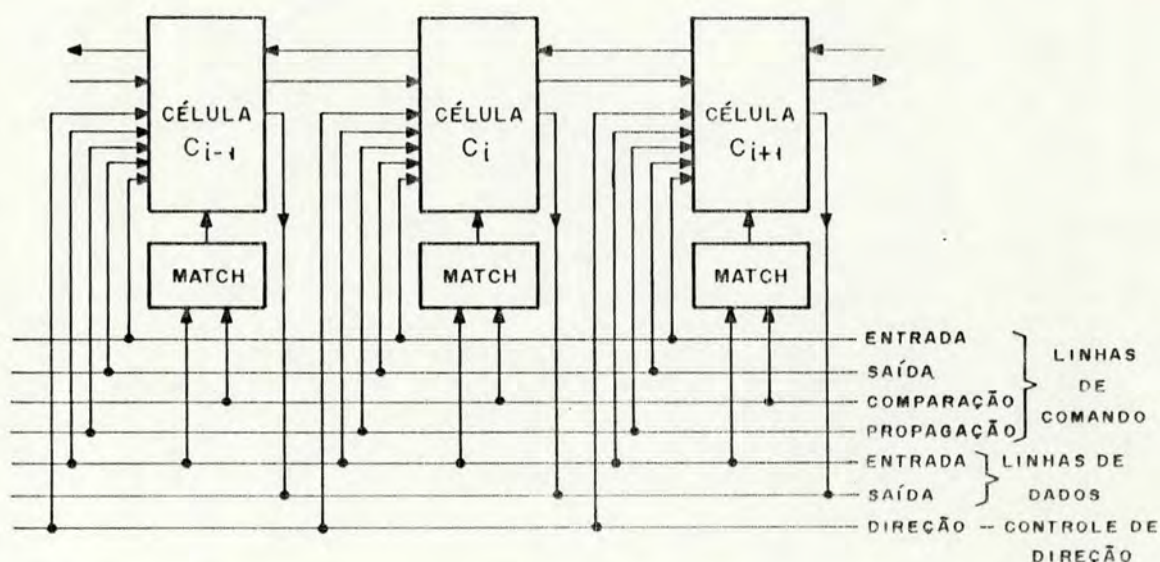 CÉLULA
Ci-1
CÉLULA
Ci
CÉLULA
Ci+1
MATCH
MATCH
MATCH
ENTRADA
SAÍDA
COMPARAÇÃO
PROPAGAÇÃO
LINHAS
DE
COMANDO
ENTRADA
SAÍDA
LINHAS DE
DADOS
DIREÇÃO -- CONTROLE DE
DIREÇÃO